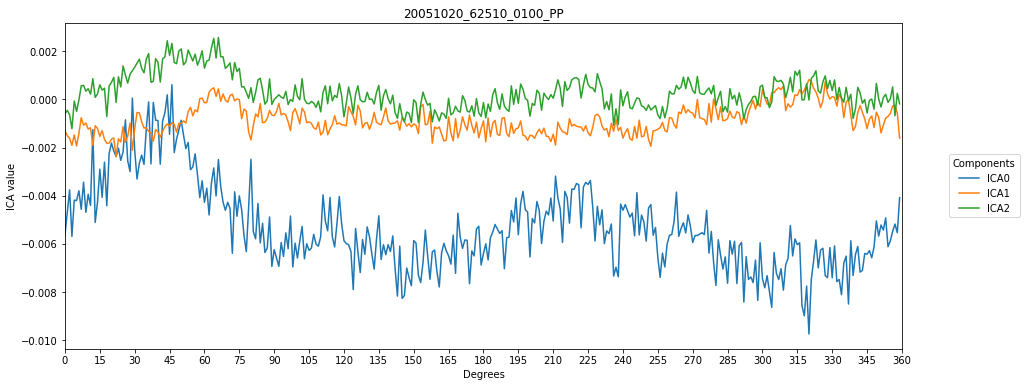 20051020_62510_0100_PP
ICA value
0.002
0.000
−0.002
−0.004
−0.006
−0.008
−0.010
0 15 30 45 60 75 90 105 120 135 150 165 180 195 210 225 240 255 270 285 300 315 330 345 360
Degrees
Components
ICA0
ICA1
ICA2